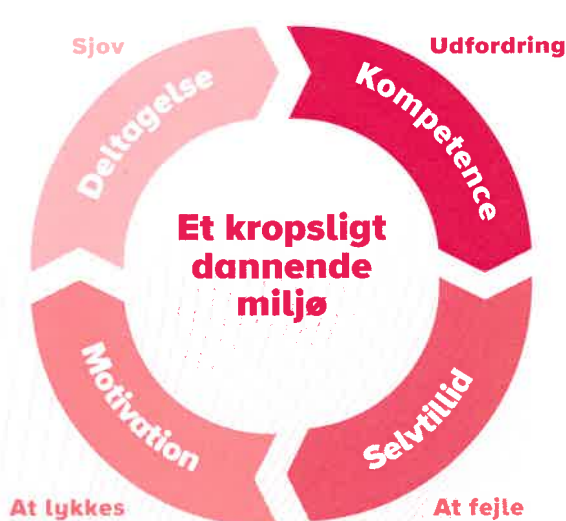 Sjov
Udfordring
Deltagelse
Kompetence
Et kropsligt
dannende
miljø
Motivation
Selvtillid
At lykkes
At fejle